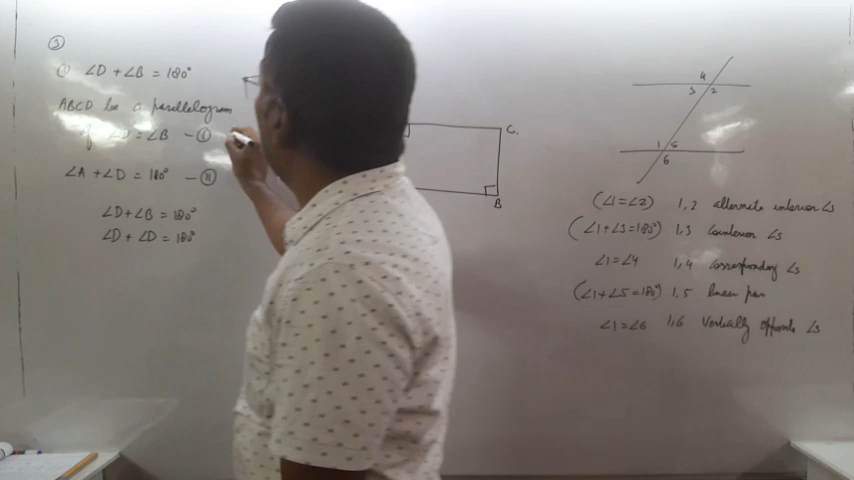 3
① ∠D + ∠B = 180°
ABCD be a parallelogram
if ∠D = ∠B - ⓘ
∠A + ∠D = 180° - ⓘⓘ
∠D + ∠B = 180°
∠D + ∠D = 180°
A
C.
B
4
3 2
1 5
6
(∠1 = ∠2) 1,2 alternate interior ∠s
(∠1 + ∠3 = 180°) 1,3 Cointerior ∠s
∠1 = ∠4 1,4 corresponding ∠s
(∠1 + ∠5 = 180°) 1,5 linear pair
∠1 = ∠6 1,6 Vertically opposite ∠s